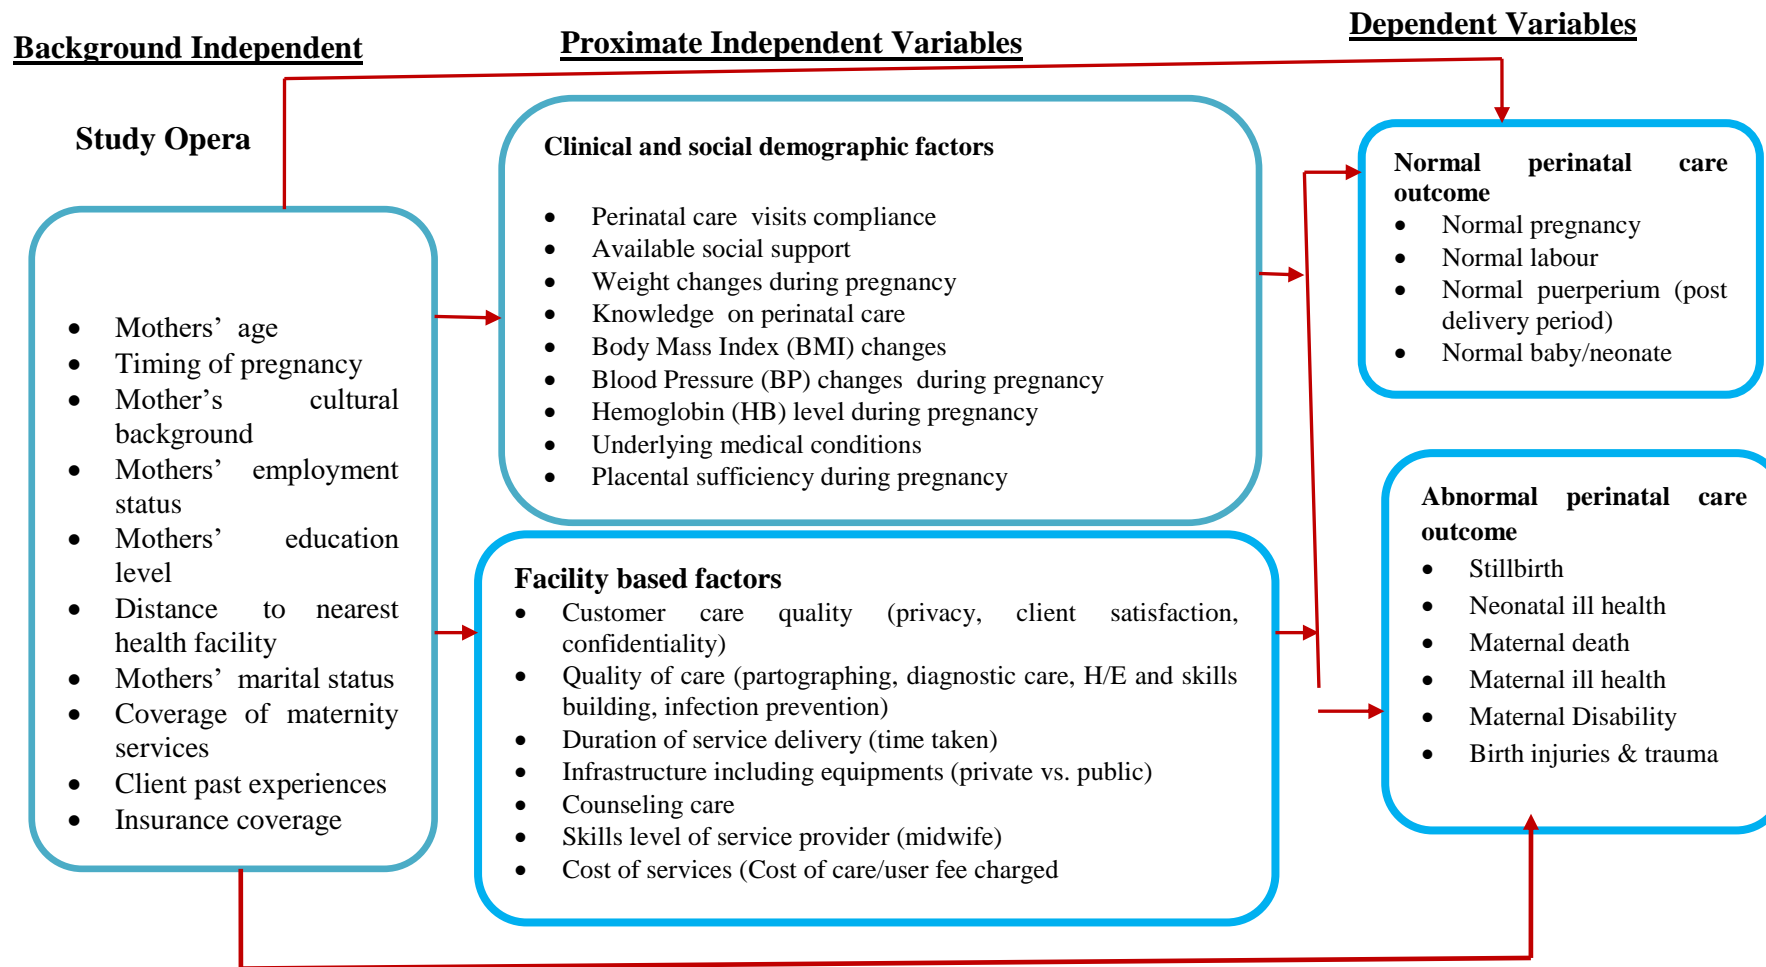 Background Independent
Proximate Independent Variables
Dependent Variables
Study Opera
• Mothers’ age
• Timing of pregnancy
• Mother’s cultural
background
• Mothers’ employment
status
• Mothers’ education
level
• Distance to nearest
health facility
• Mothers’ marital status
• Coverage of maternity
services
• Client past experiences
• Insurance coverage
Clinical and social demographic factors
• Perinatal care visits compliance
• Available social support
• Weight changes during pregnancy
• Knowledge on perinatal care
• Body Mass Index (BMI) changes
• Blood Pressure (BP) changes during pregnancy
• Hemoglobin (HB) level during pregnancy
• Underlying medical conditions
• Placental sufficiency during pregnancy
Facility based factors
• Customer care quality (privacy, client satisfaction,
confidentiality)
• Quality of care (partographing, diagnostic care, H/E and skills
building, infection prevention)
• Duration of service delivery (time taken)
• Infrastructure including equipments (private vs. public)
• Counseling care
• Skills level of service provider (midwife)
• Cost of services (Cost of care/user fee charged
Normal perinatal care
outcome
• Normal pregnancy
• Normal labour
• Normal puerperium (post
delivery period)
• Normal baby/neonate
Abnormal perinatal care
outcome
• Stillbirth
• Neonatal ill health
• Maternal death
• Maternal ill health
• Maternal Disability
• Birth injuries & trauma